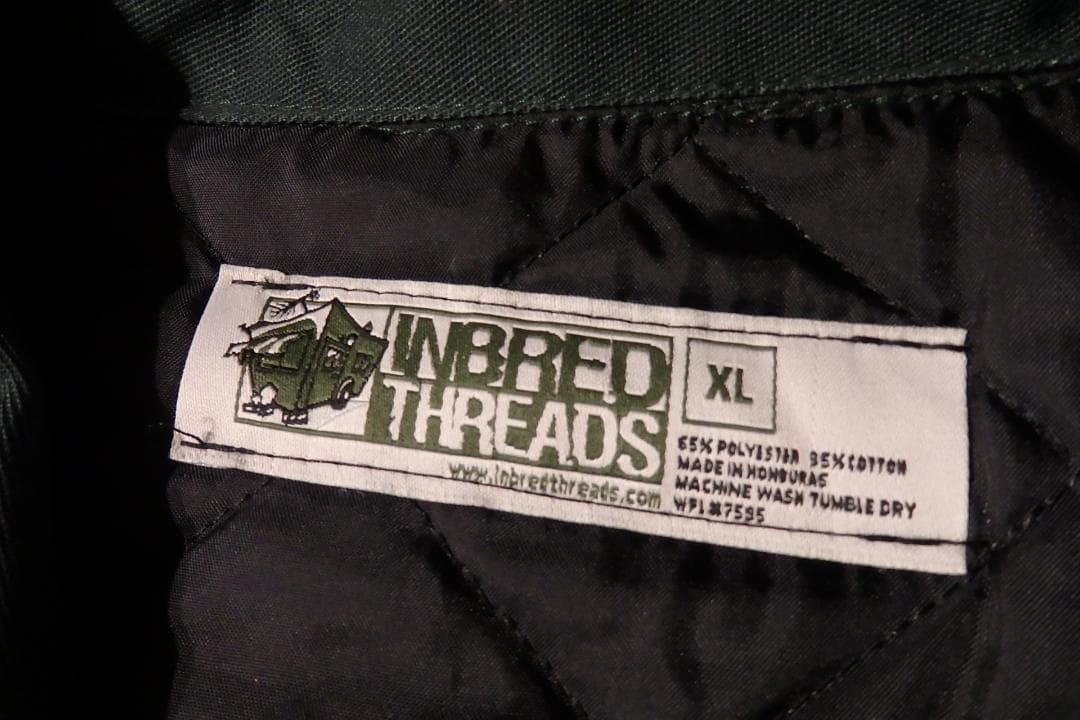 INBRED
THREADS
www.inbredthreads.com
XL
65% POLYESTER 35% COTTON
MADE IN HONDURAS
MACHINE WASH TUMBLE DRY
WPL#7595